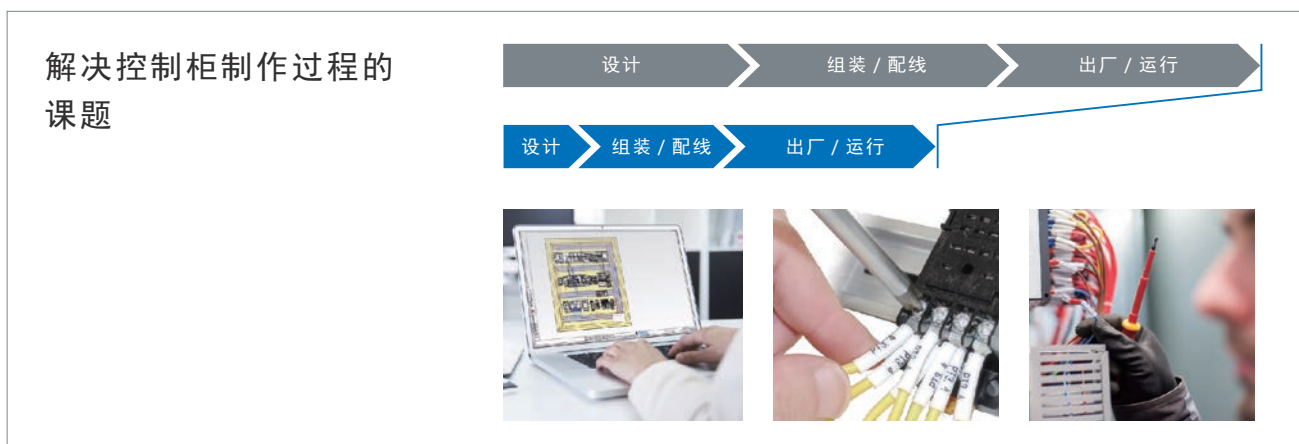 解决控制柜制作过程的
课题
设计
组装 / 配线
出厂 / 运行
设计
组装 / 配线
出厂 / 运行